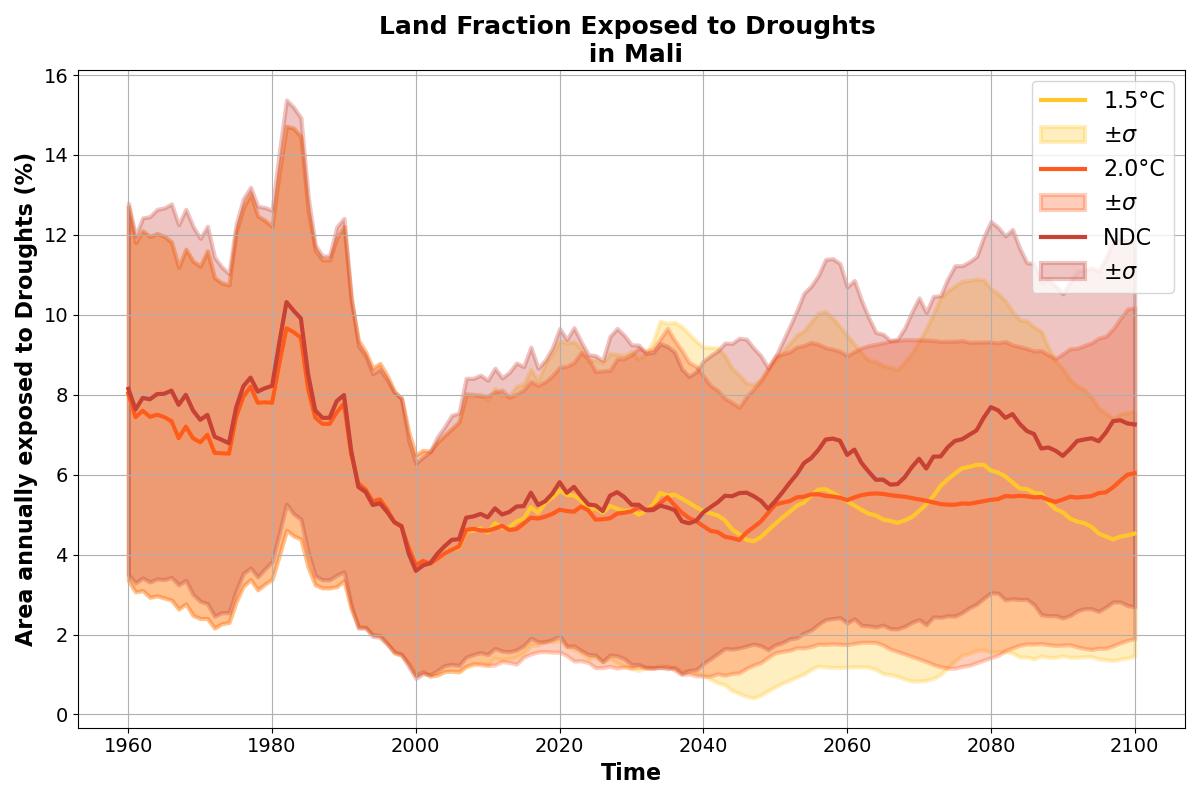 Land Fraction Exposed to Droughts
in Mali
Area annually exposed to Droughts (%)
16
14
12
10
8
6
4
2
0
1.5°C
±σ
2.0°C
±σ
NDC
±σ
1960
1980
2000
2020
2040
2060
2080
2100
Time